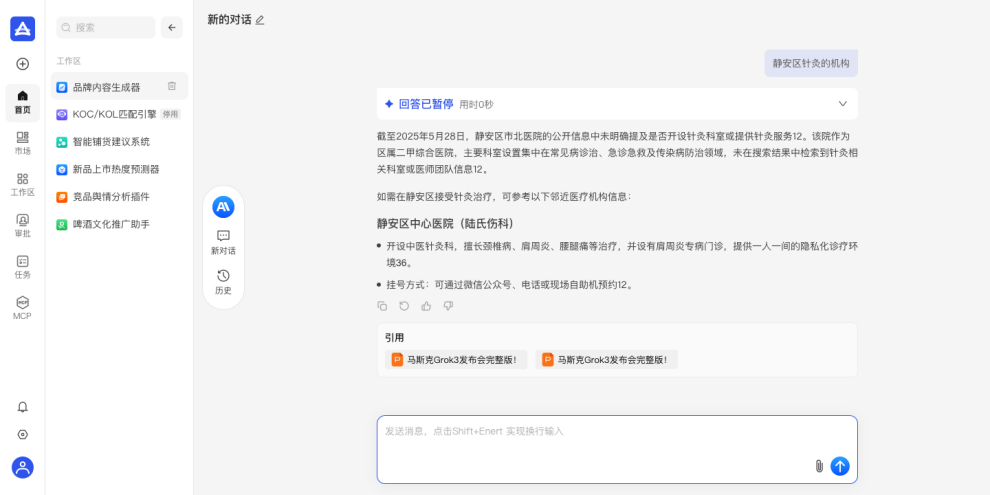 搜索
首页
市场
工作区
审批
任务
MCP
工作区
品牌内容生成器
KOC/KOL匹配引擎 停用
智能铺货建议系统
新品上市热度预测器
竞品舆情分析插件
啤酒文化推广助手
新的对话
新对话
历史
静安区针灸的机构
回答已暂停 用时0秒
截至2025年5月28日，静安区市北医院的公开信息中未明确提及是否开设针灸科室或提供针灸服务12。该院作为
区属二甲综合医院，主要科室设置集中在常见病诊治、急诊急救及传染病防治领域，未在搜索结果中检索到针灸相
关科室或医师团队信息12。
如需在静安区接受针灸治疗，可参考以下邻近医疗机构信息：
静安区中心医院（陆氏伤科）
• 开设中医针灸科，擅长颈椎病、肩周炎、腰腿痛等治疗，并设有肩周炎专病门诊，提供一人一间的隐私化诊疗环
境36。
• 挂号方式：可通过微信公众号、电话或现场自助机预约12。
引用
马斯克Grok3发布会完整版！ 马斯克Grok3发布会完整版！
发送消息，点击Shift+Enert 实现换行输入